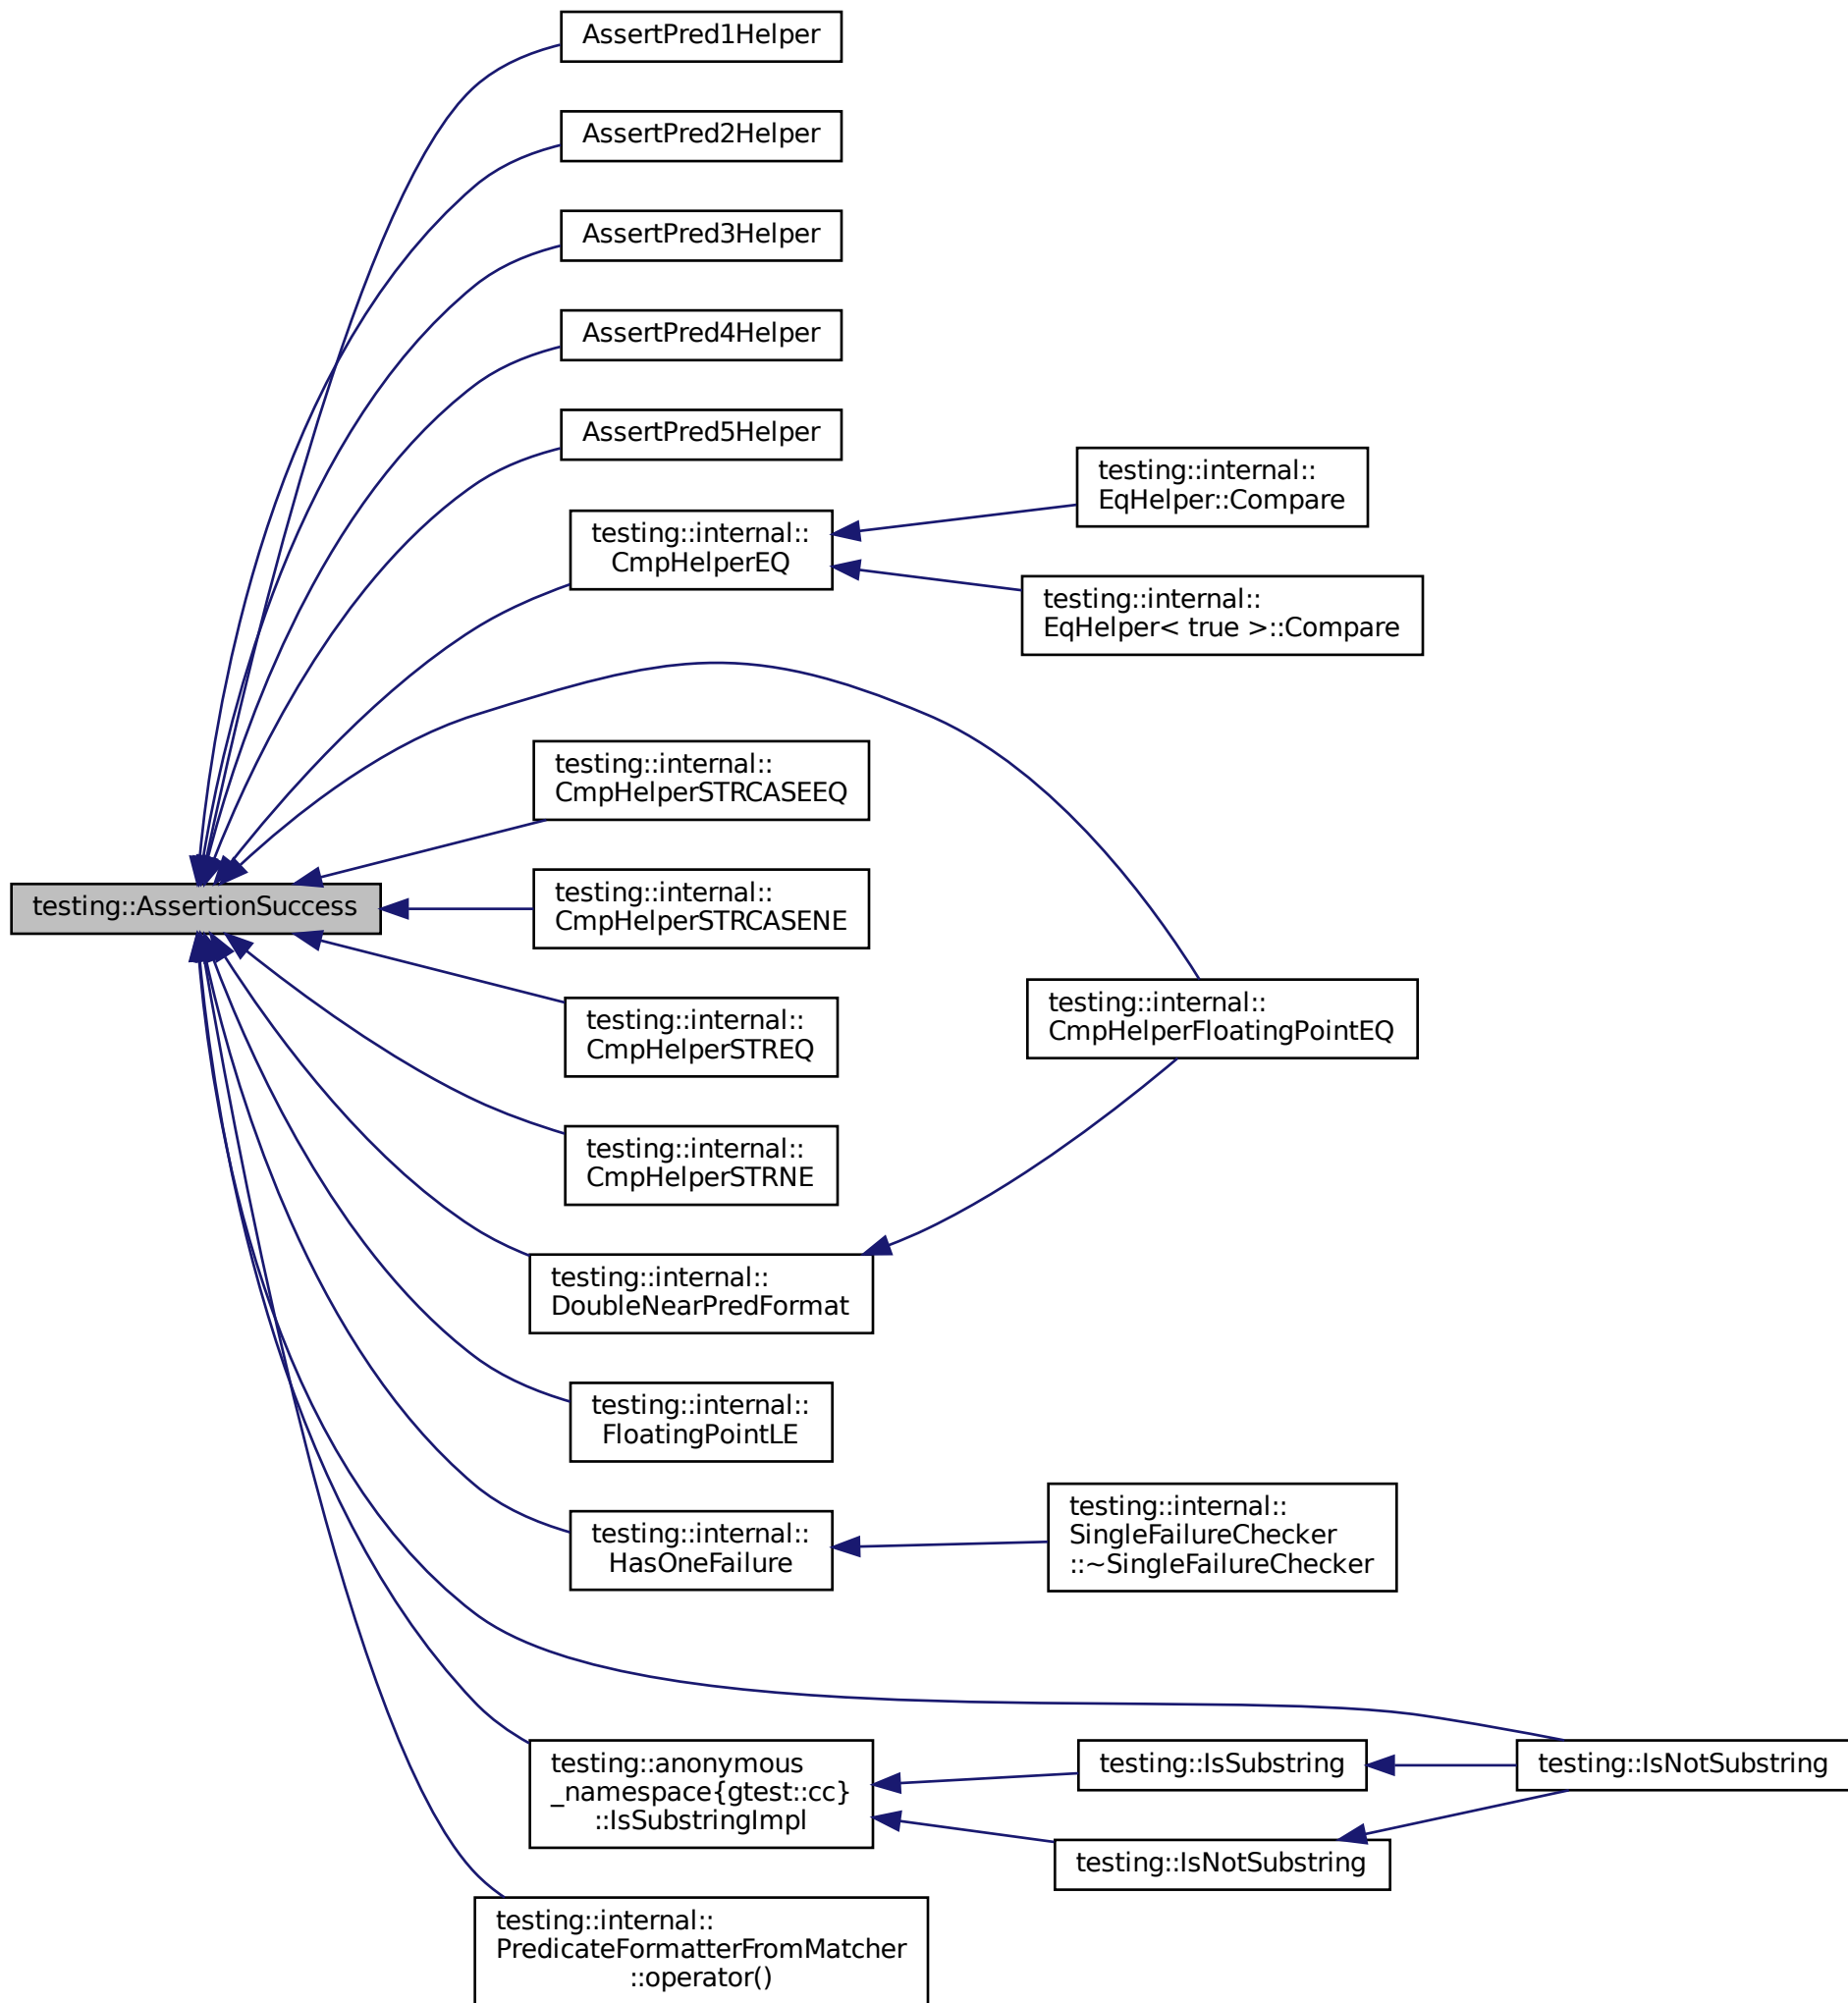 AssertPred1Helper
AssertPred2Helper
AssertPred3Helper
AssertPred4Helper
AssertPred5Helper
testing::internal::
EqHelper::Compare
testing::internal::
CmpHelperEQ
testing::internal::
EqHelper< true >::Compare
testing::internal::
CmpHelperSTRCASEEQ
testing::AssertionSuccess
testing::internal::
CmpHelperSTRCASENE
testing::internal::
CmpHelperSTREQ
testing::internal::
CmpHelperFloatingPointEQ
testing::internal::
CmpHelperSTRNE
testing::internal::
DoubleNearPredFormat
testing::internal::
FloatingPointLE
testing::internal::
HasOneFailure
testing::internal::
SingleFailureChecker
::~SingleFailureChecker
testing::anonymous
_namespace{gtest::cc}
::IsSubstringImpl
testing::IsSubstring
testing::IsNotSubstring
testing::IsNotSubstring
testing::internal::
PredicateFormatterFromMatcher
::operator()